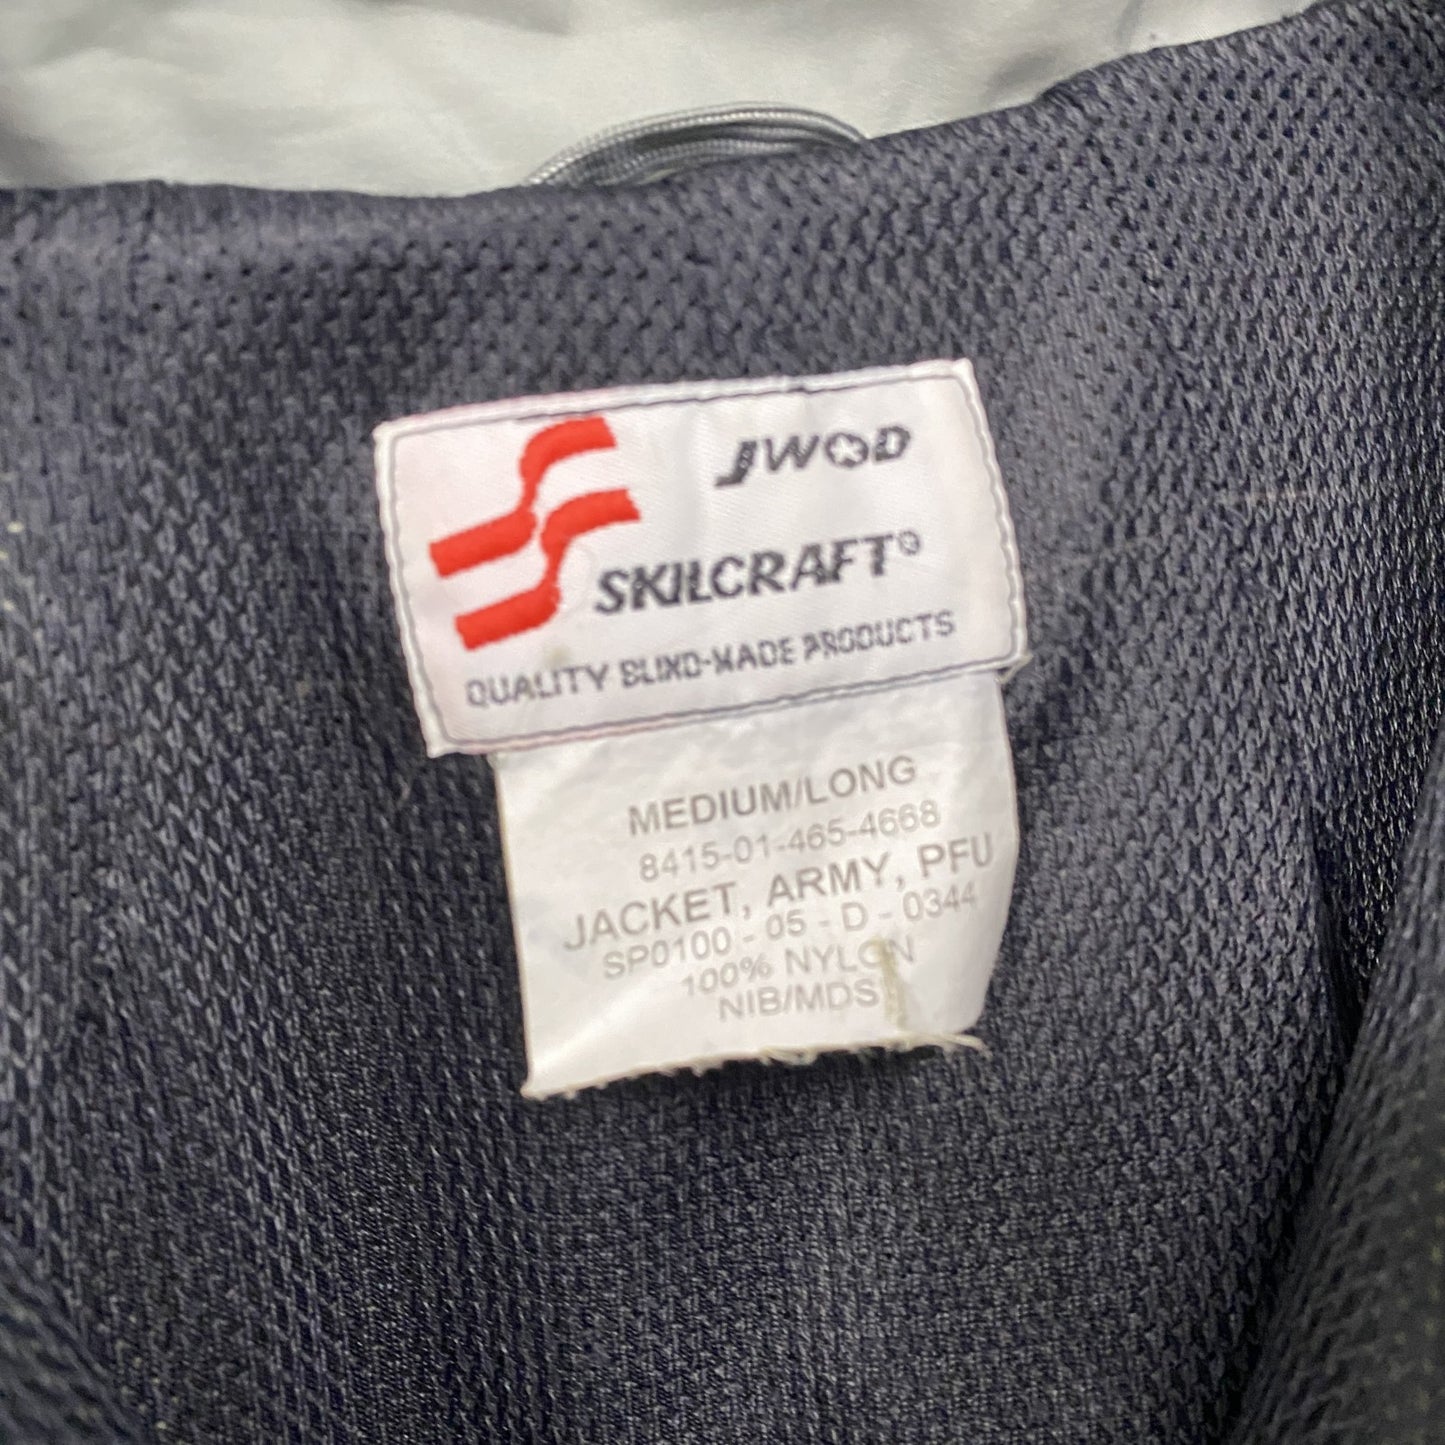 JWOD
SKILCRAFT®
QUALITY BLIND-MADE PRODUCTS
MEDIUM/LONG
8415-01-465-4668
JACKET, ARMY, PFU
SP0100 - 05 - D - 0344
100% NYLON
NIB/MDS